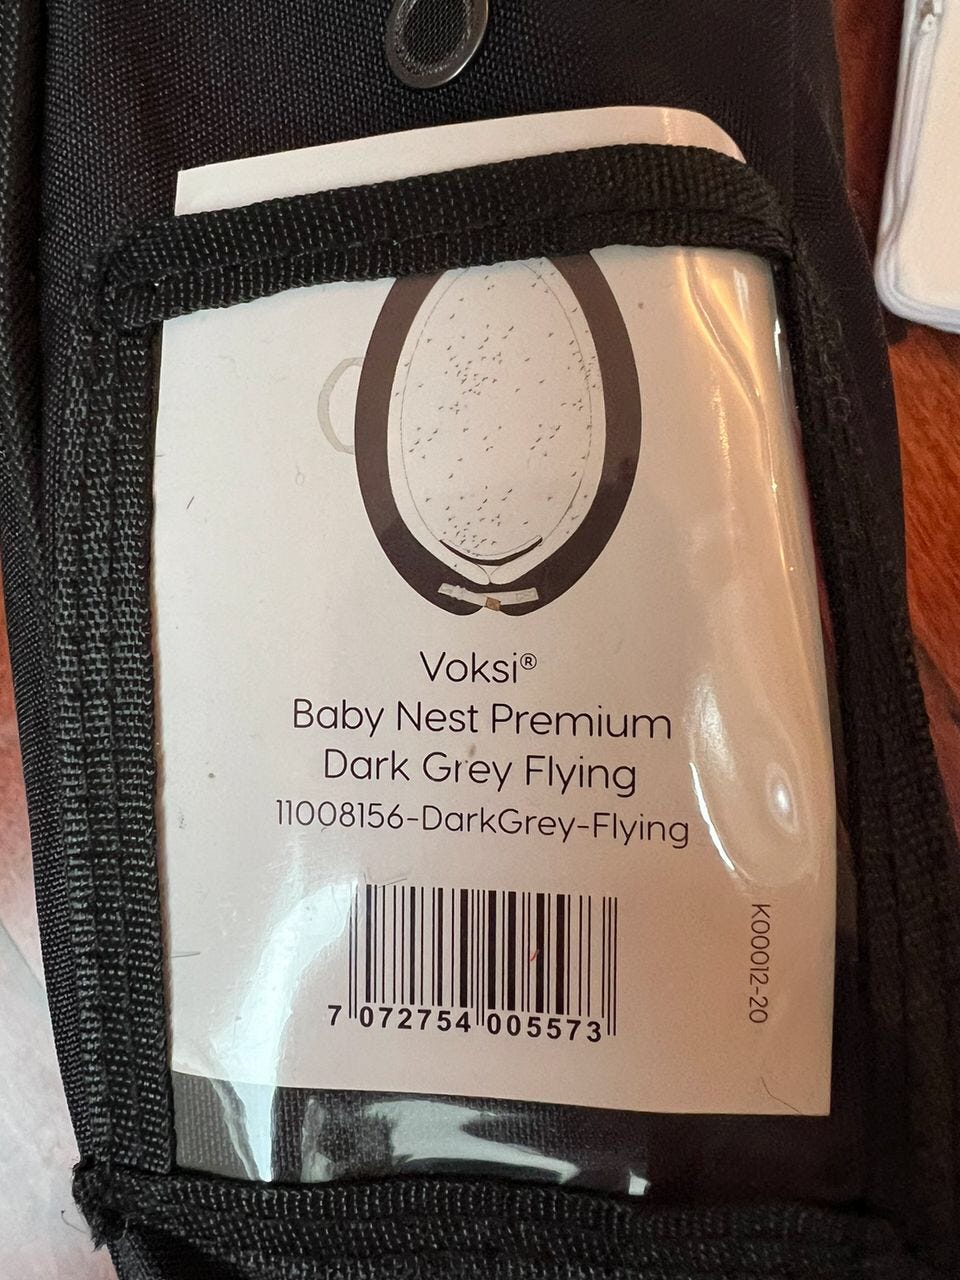 Voksi®
Baby Nest Premium
Dark Grey Flying
11008156-DarkGrey-Flying
7 072754 005573
K00012-20